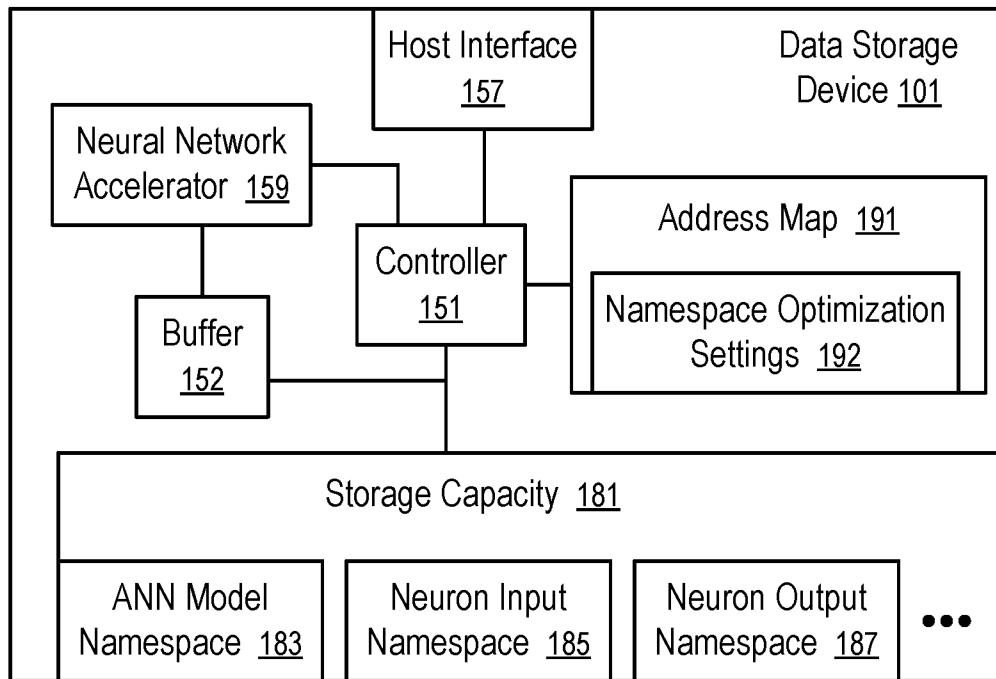 Host Interface
157
Data Storage
Device 101
Neural Network
Accelerator 159
Address Map 191
Controller
151
Namespace Optimization
Settings 192
Buffer
152
Storage Capacity 181
ANN Model
Namespace 183
Neuron Input
Namespace 185
Neuron Output
Namespace 187
•••